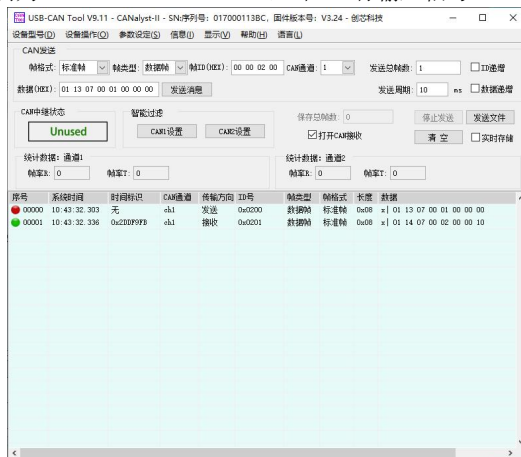 USB-CAN Tool V9.11 - CANalyst-II - SN:序列号: 017000113BC, 固件版本号: V3.24 - 创芯科技
设备型号(D) 设备操作(O) 参数设定(S) 信息(I) 显示(V) 帮助(H) 语言(L)
CAN发送
帧格式: 标准帧 帧类型: 数据帧 帧ID(HEX): 00 00 02 00 CAN通道: 1 发送总帧数: 1 ID递增
数据(HEX): 01 13 07 00 01 00 00 00 发送消息 发送周期: 10 ms 数据递增
CAN中继状态 智能过滤 保存总帧数: 0 停止发送 发送文件
Unused CAN1设置 CAN2设置 打开CAN接收 清 空 实时存储
统计数据: 通道1 统计数据: 通道2
帧率R: 0 帧率T: 0 帧率R: 0 帧率T: 0
序号 系统时间 时间标识 CAN通道 传输方向 ID号 帧类型 帧格式 长度 数据
00000 10:43:32.303 无 ch1 发送 0x0200 数据帧 标准帧 0x08 x| 01 13 07 00 01 00 00 00
00001 10:43:32.336 0x2DDF9FB ch1 接收 0x0201 数据帧 标准帧 0x08 x| 01 14 07 00 02 00 00 10